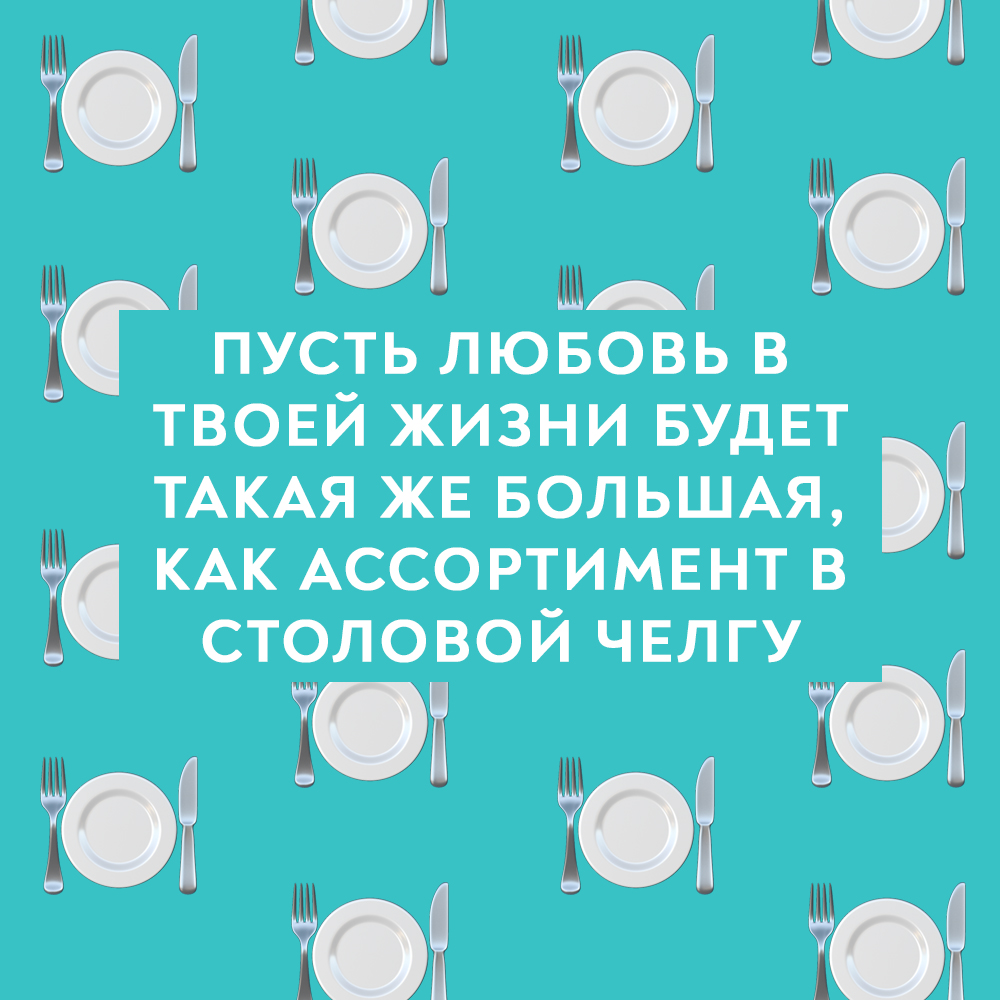 ПУСТЬ ЛЮБОВЬ В
ТВОЕЙ ЖИЗНИ БУДЕТ
ТАКАЯ ЖЕ БОЛЬШАЯ,
КАК АССОРТИМЕНТ В
СТОЛОВОЙ ЧЕЛГУ